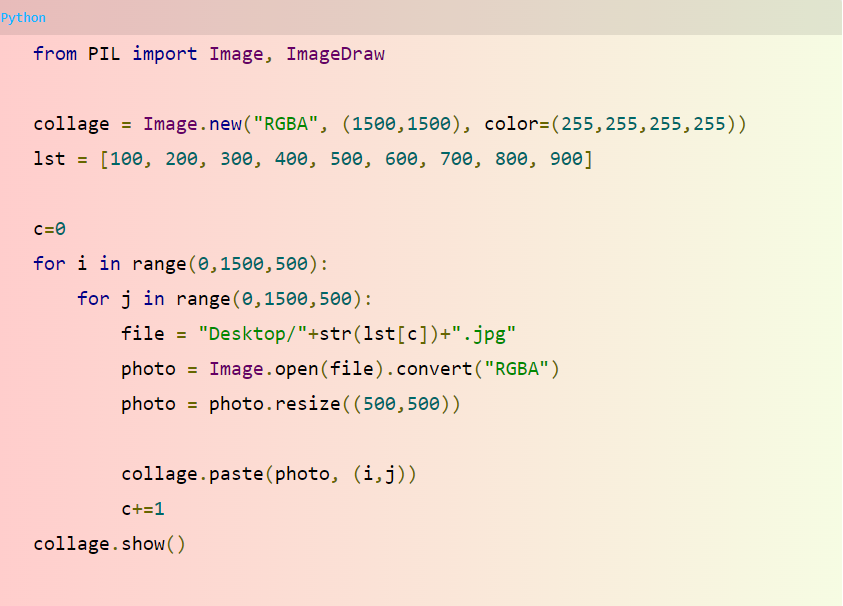 Python
from PIL import Image, ImageDraw
collage = Image.new("RGBA", (1500,1500), color=(255,255,255,255))
lst = [100, 200, 300, 400, 500, 600, 700, 800, 900]
c=0
for i in range(0,1500,500):
    for j in range(0,1500,500):
        file = "Desktop/"+str(lst[c])+".jpg"
        photo = Image.open(file).convert("RGBA")
        photo = photo.resize((500,500))
        collage.paste(photo, (i,j))
        c+=1
collage.show()